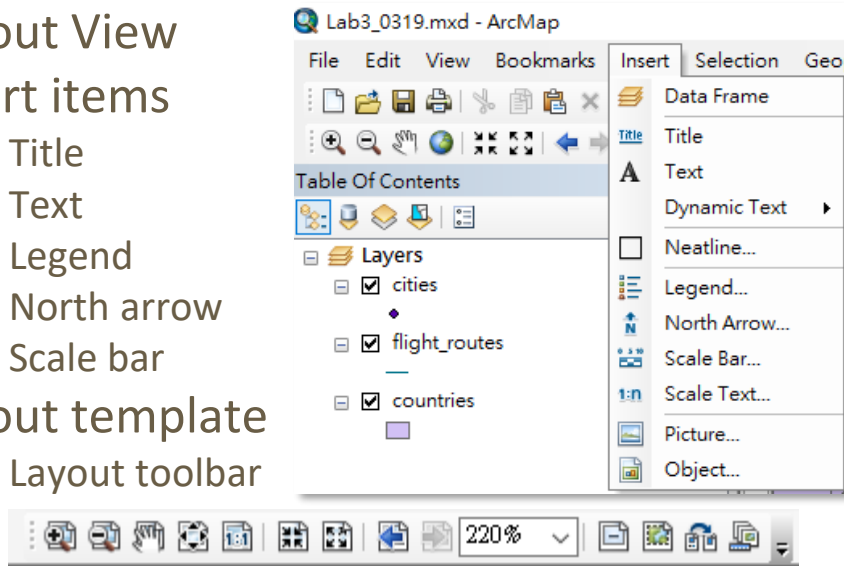 out View
rt items
Title
Text
Legend
North arrow
Scale bar
out template
Layout toolbar
Lab3_0319.mxd - ArcMap
File Edit View Bookmarks Insert Selection Geo
Table Of Contents
Layers
cities
flight_routes
countries
Data Frame
Title Title
A Text
Dynamic Text
Neatline...
Legend...
N North Arrow...
Scale Bar...
1:n Scale Text...
Picture...
Object...
1:1 220%